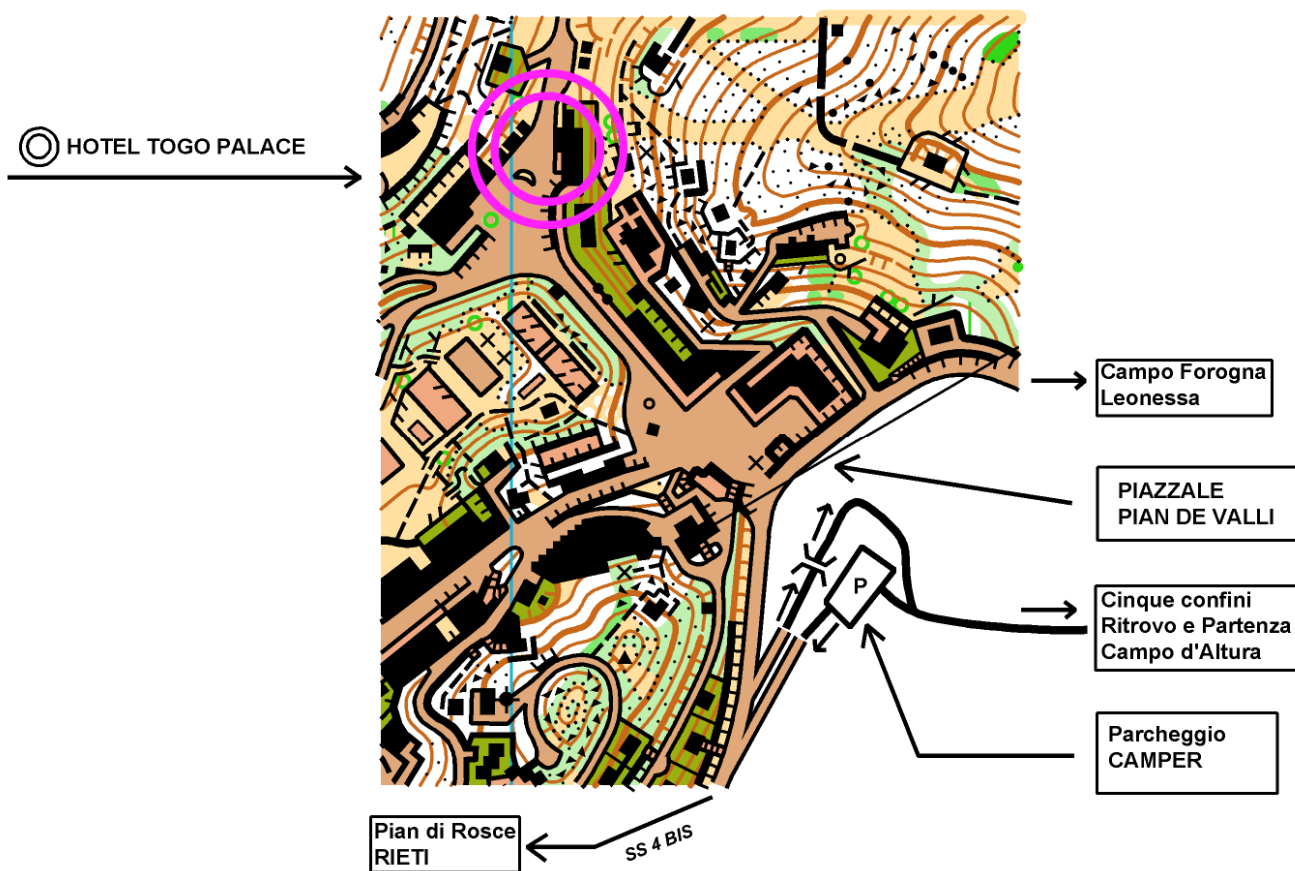 HOTEL TOGO PALACE
Campo Forogna
Leonessa
PIAZZALE
PIAN DE VALLI
P
Cinque confini
Ritrovo e Partenza
Campo d'Altura
Parcheggio
CAMPER
Pian di Rosce
RIETI
SS 4 BIS